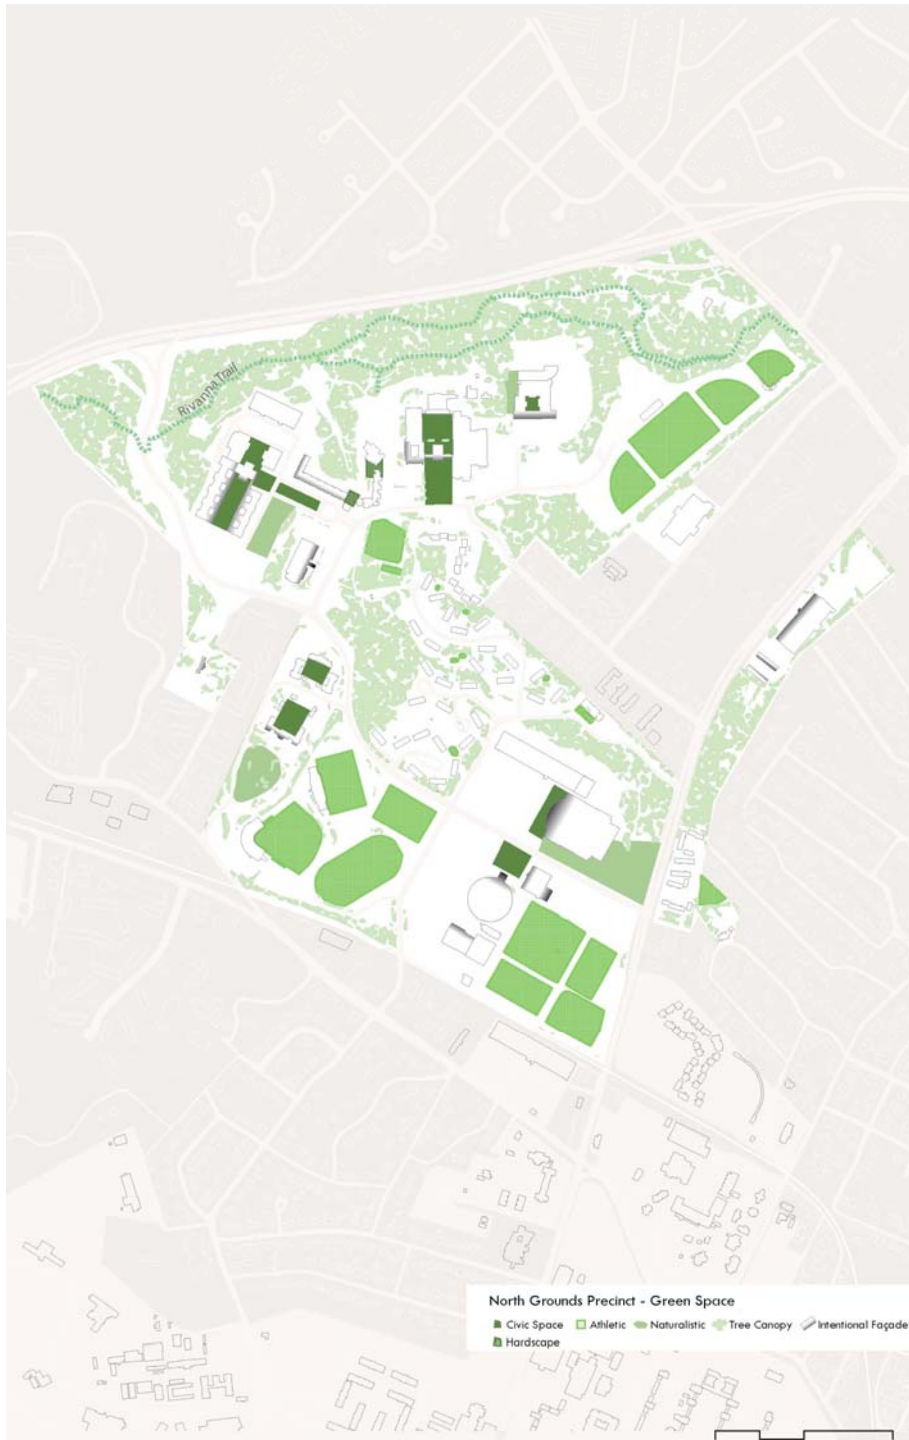 Rivanna Trail
North Grounds Precinct - Green Space
Civic Space Athletic Naturalistic Tree Canopy Intentional Façade
Hardscape